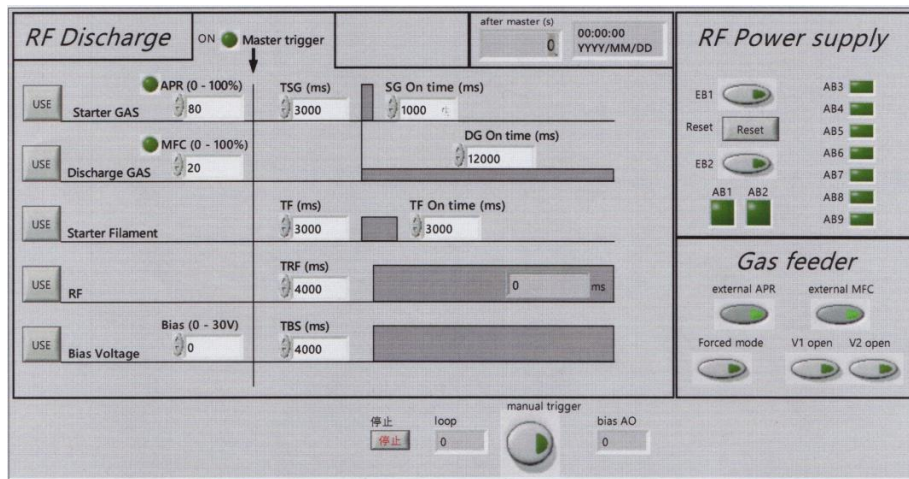 RF Discharge
ON Master trigger
after master (s)
0
00:00:00
YYYY/MM/DD
USE
Starter GAS
APR (0 - 100%)
80
TSG (ms)
3000
SG On time (ms)
1000
USE
Discharge GAS
MFC (0 - 100%)
20
DG On time (ms)
12000
USE
Starter Filament
TF (ms)
3000
TF On time (ms)
3000
USE
RF
TRF (ms)
4000
0 ms
USE
Bias Voltage
Bias (0 - 30V)
0
TBS (ms)
4000
RF Power supply
EB1
Reset Reset
EB2
AB1 AB2
AB3
AB4
AB5
AB6
AB7
AB8
AB9
Gas feeder
external APR external MFC
Forced mode V1 open V2 open
停止
停止
loop
0
manual trigger
bias AO
0